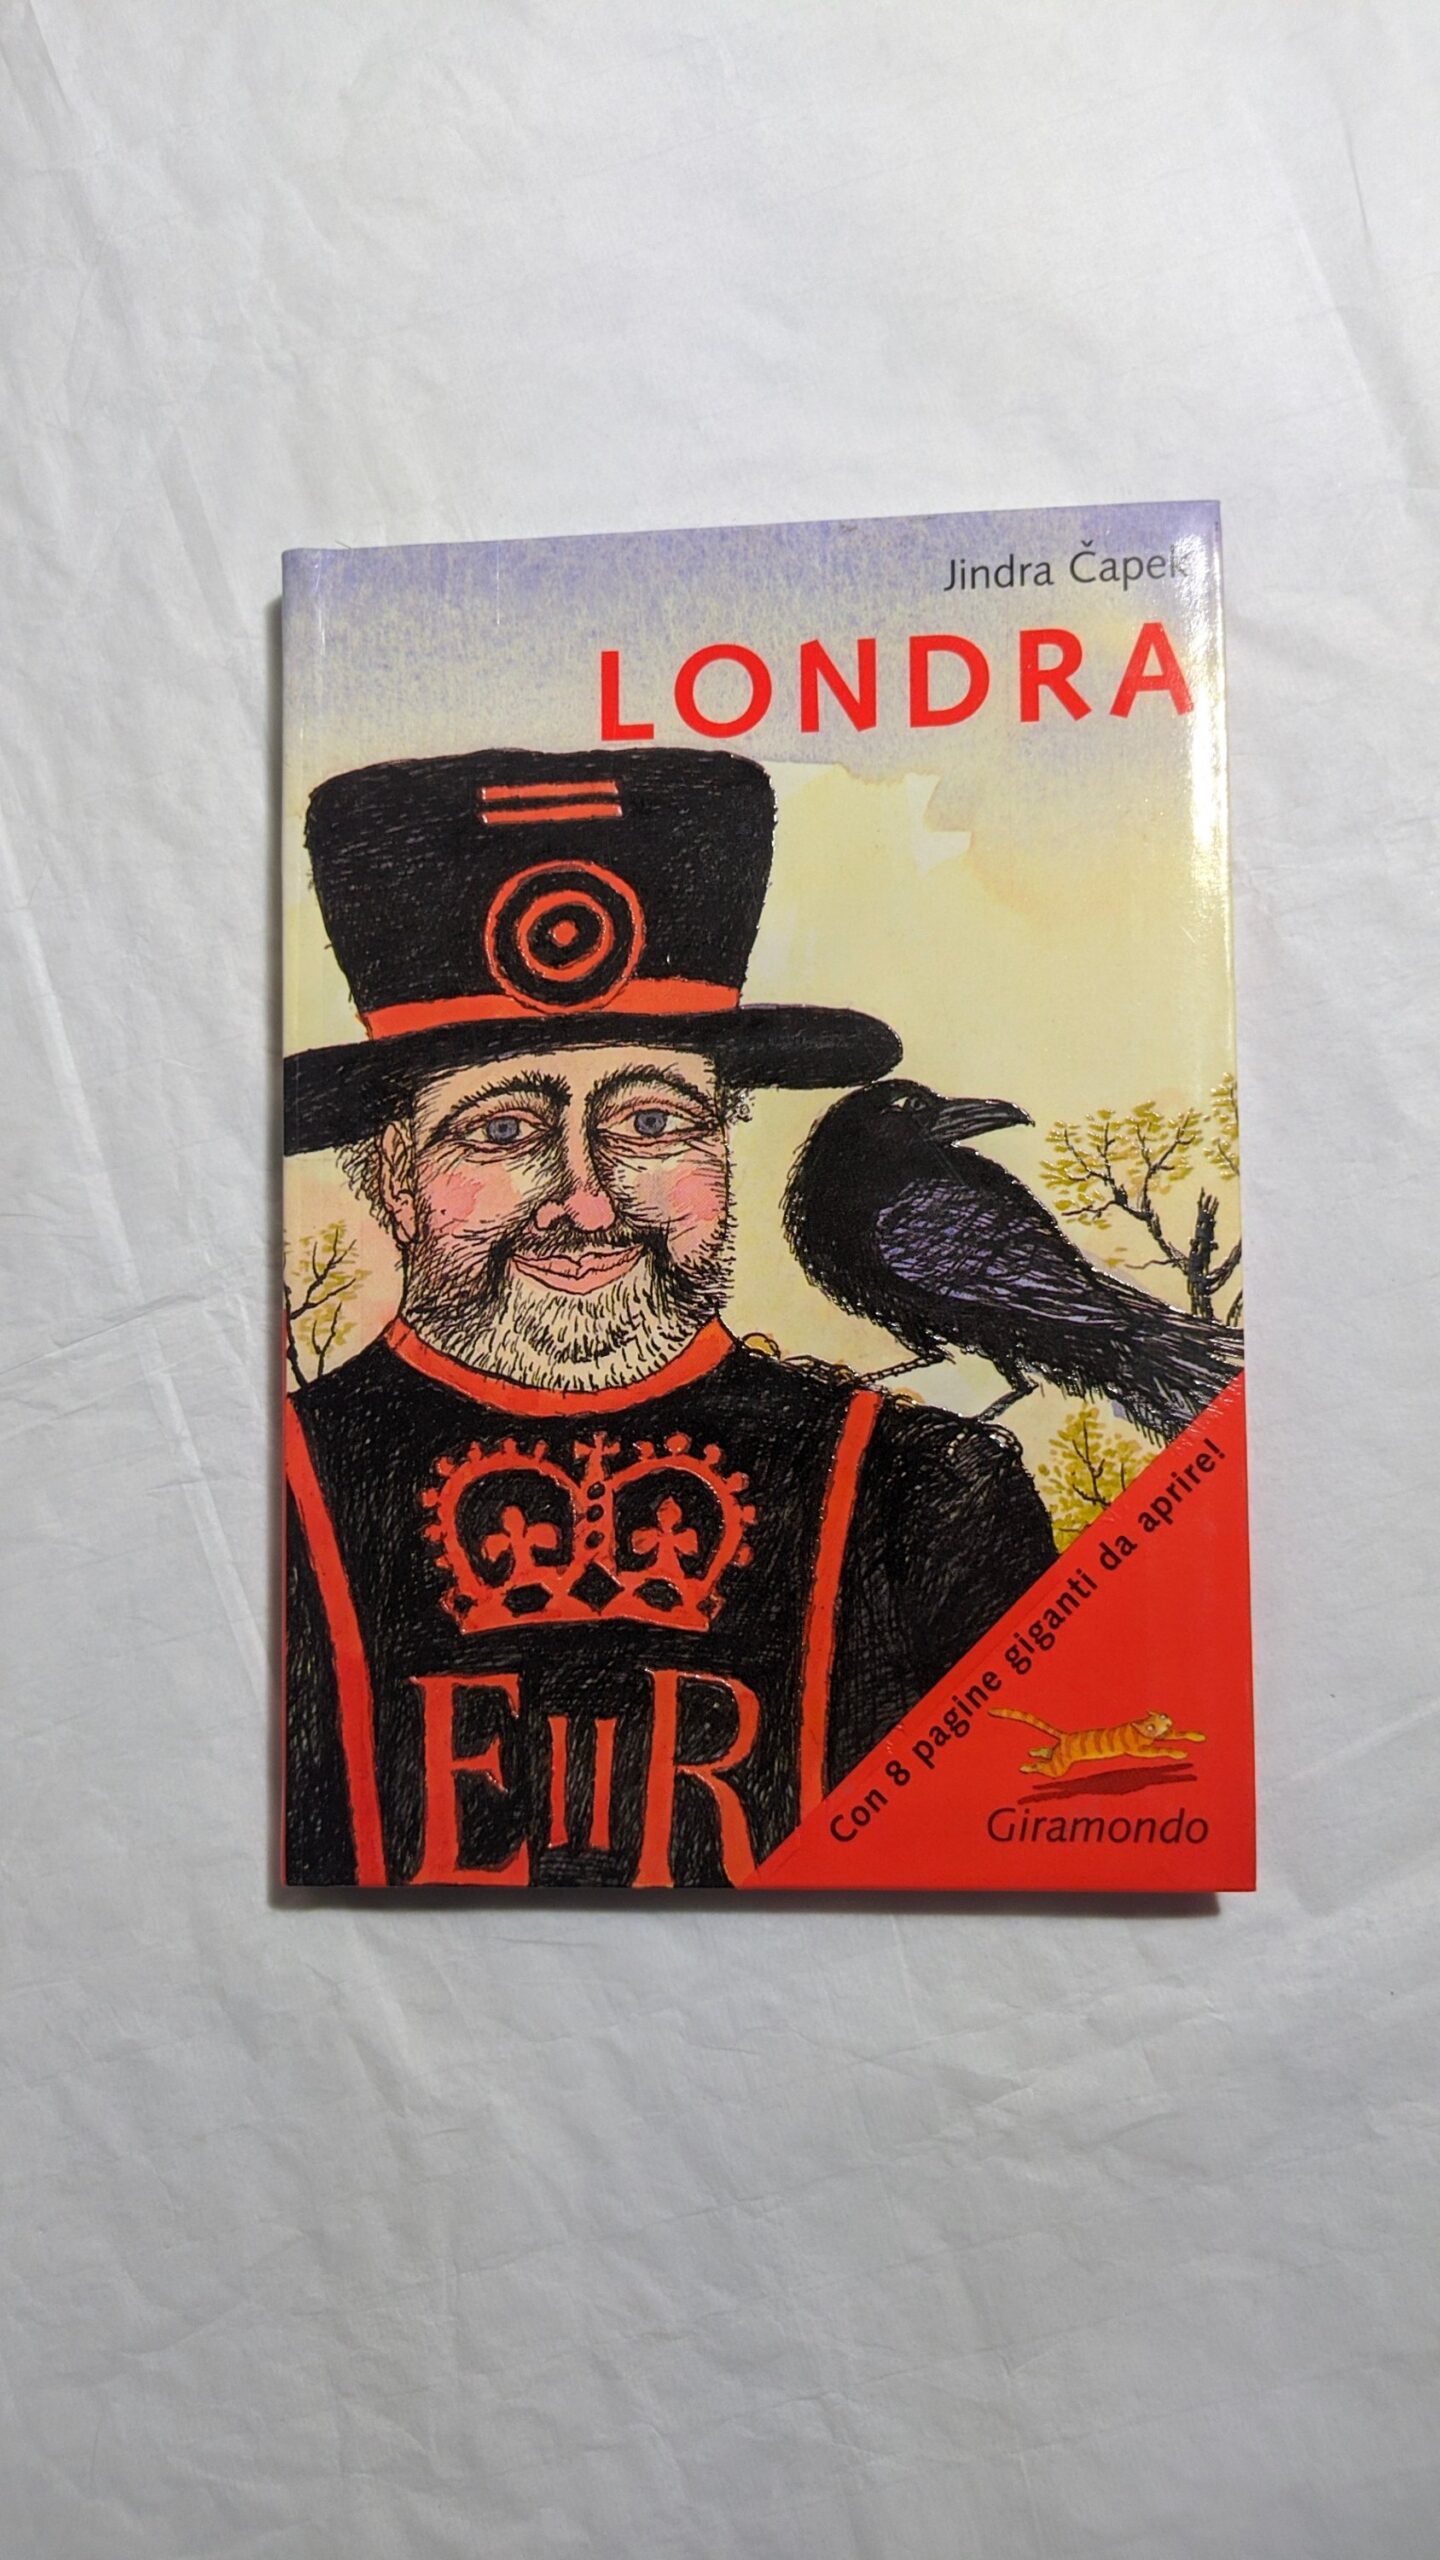 Jindra Čapek
LONDRA
EIIR
Con 8 pagine giganti da aprire!
Giramondo